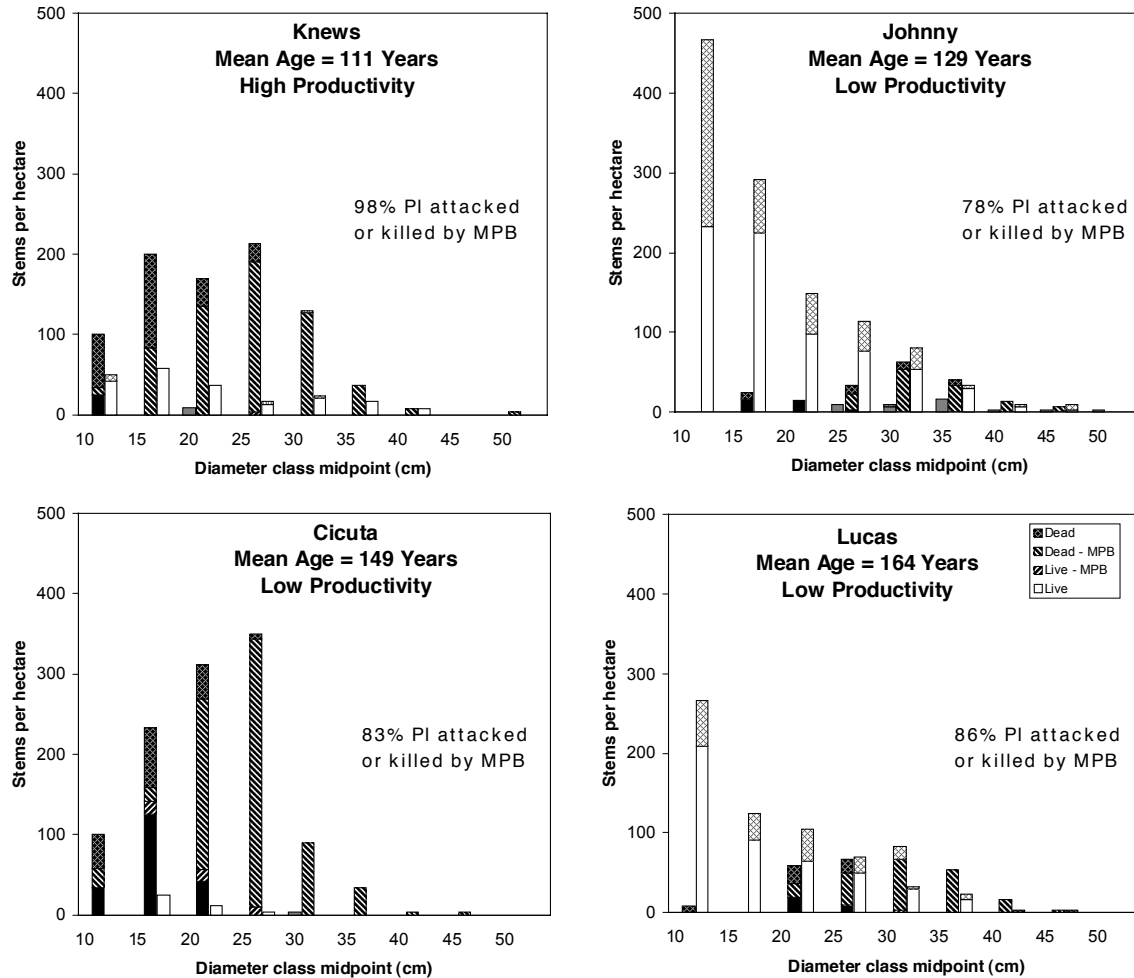 Knews
Mean Age = 111 Years
High Productivity
98% Pl attacked
or killed by MPB
Stems per hectare
500
400
300
200
100
0
10 15 20 25 30 35 40 45 50
Diameter class midpoint (cm)
Johnny
Mean Age = 129 Years
Low Productivity
78% Pl attacked
or killed by MPB
Stems per hectare
500
400
300
200
100
0
10 15 20 25 30 35 40 45 50
Diameter class midpoint (cm)
Cicuta
Mean Age = 149 Years
Low Productivity
83% Pl attacked
or killed by MPB
Stems per hectare
500
400
300
200
100
0
10 15 20 25 30 35 40 45 50
Diameter class midpoint (cm)
Lucas
Mean Age = 164 Years
Low Productivity
Dead
Dead - MPB
Live - MPB
Live
86% Pl attacked
or killed by MPB
Stems per hectare
500
400
300
200
100
0
10 15 20 25 30 35 40 45 50
Diameter class midpoint (cm)